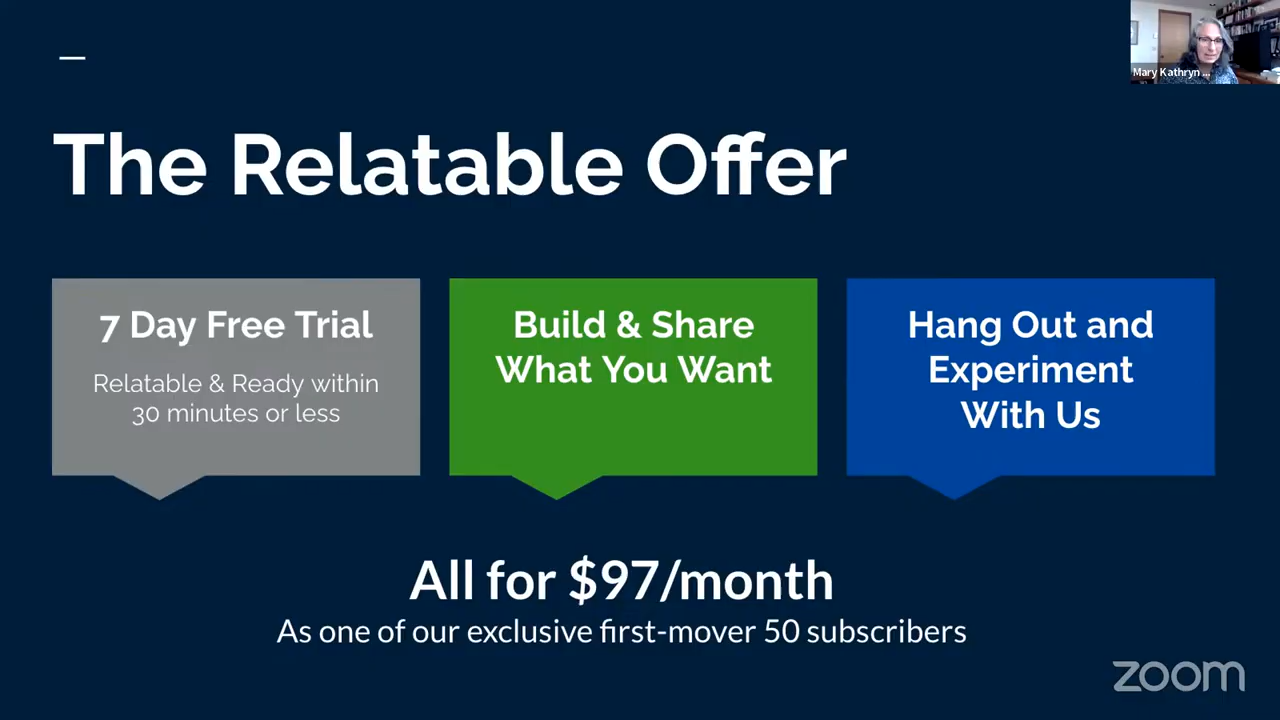 Mary Kathryn ...
The Relatable Offer
7 Day Free Trial
Relatable & Ready within
30 minutes or less
Build & Share
What You Want
Hang Out and
Experiment
With Us
All for $97/month
As one of our exclusive first-mover 50 subscribers
zoom